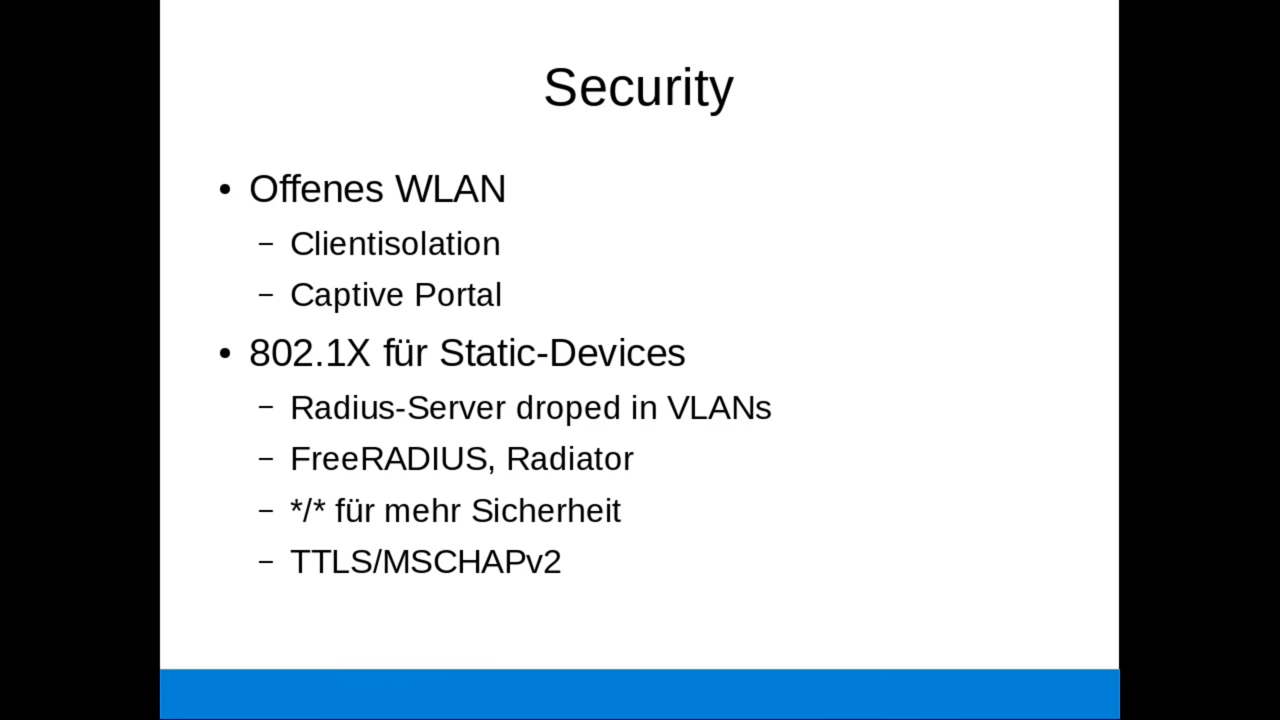 Security
• Offenes WLAN
– Clientisolation
– Captive Portal
• 802.1X für Static-Devices
– Radius-Server droped in VLANs
– FreeRADIUS, Radiator
– */* für mehr Sicherheit
– TTLS/MSCHAPv2